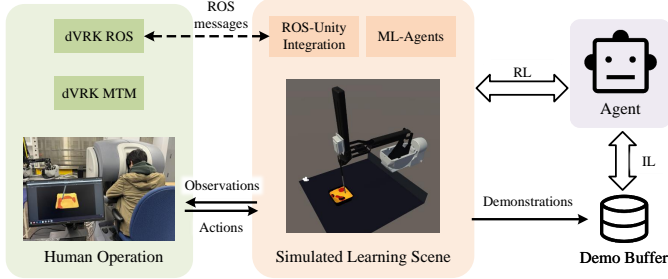 dVRK ROS
dVRK MTM
Human Operation
ROS
messages
Observations
Actions
ROS-Unity
Integration
ML-Agents
Simulated Learning Scene
RL
Demonstrations
Agent
IL
Demo Buffer